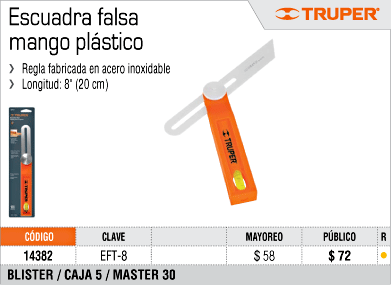 Escuadra falsa
mango plástico
TRUPER®
› Regla fabricada en acero inoxidable
› Longitud: 8" (20 cm)
TRUPER
CÓDIGO CLAVE MAYOREO PÚBLICO R
14382 EFT-8 $ 58 $ 72
BLISTER / CAJA 5 / MASTER 30